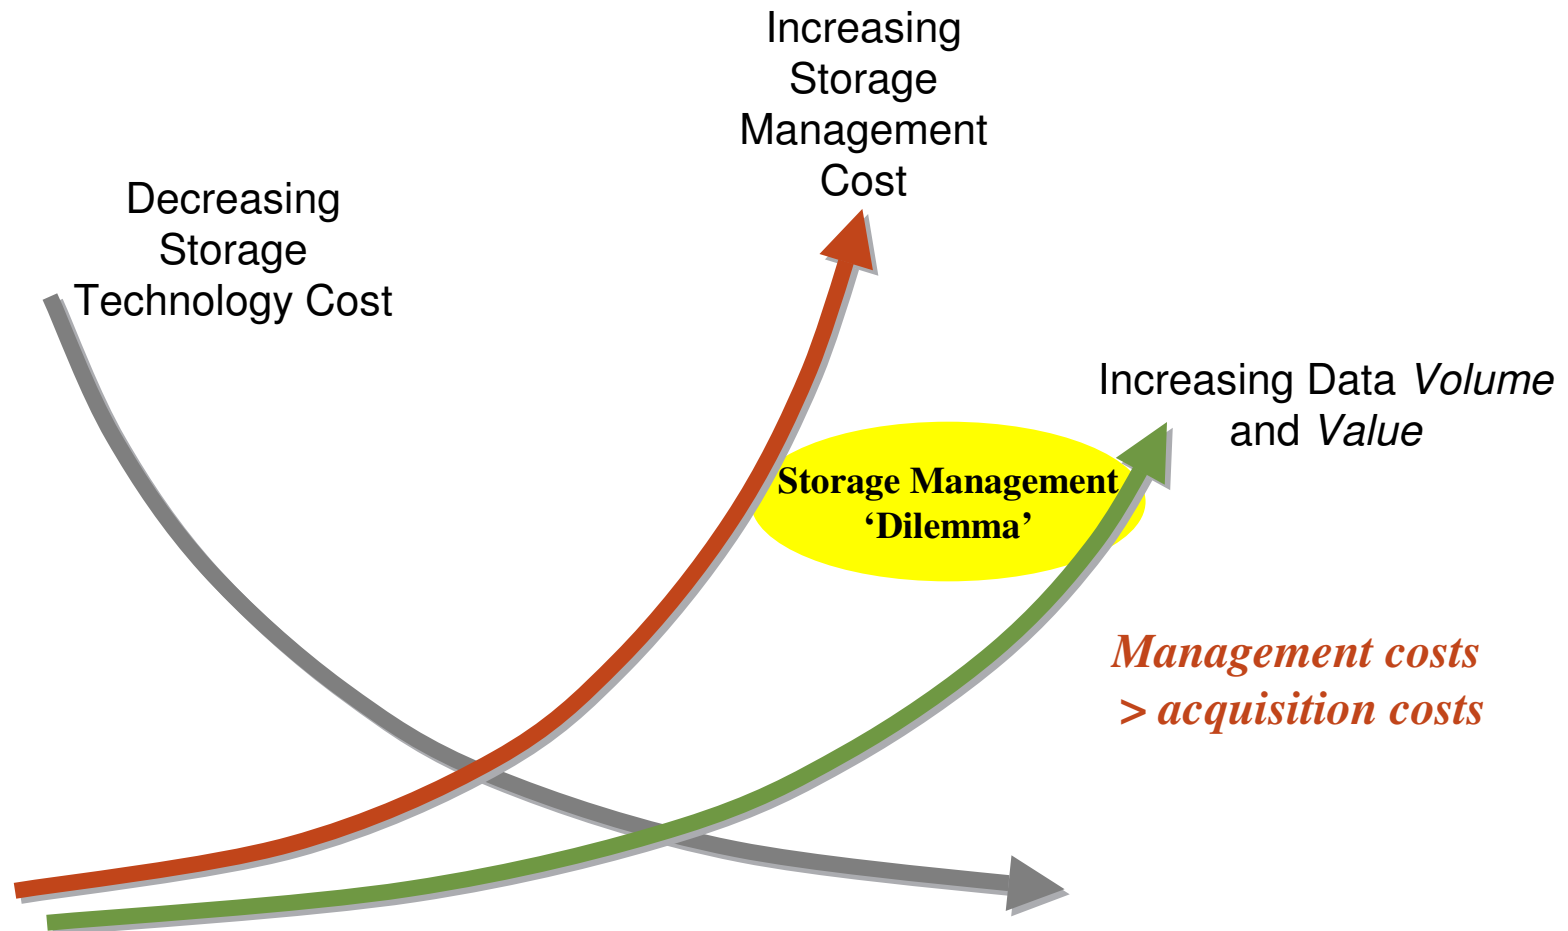 Increasing
Storage
Management
Cost
Decreasing
Storage
Technology Cost
Increasing Data Volume
and Value
Storage Management
‘Dilemma’
Management costs
> acquisition costs